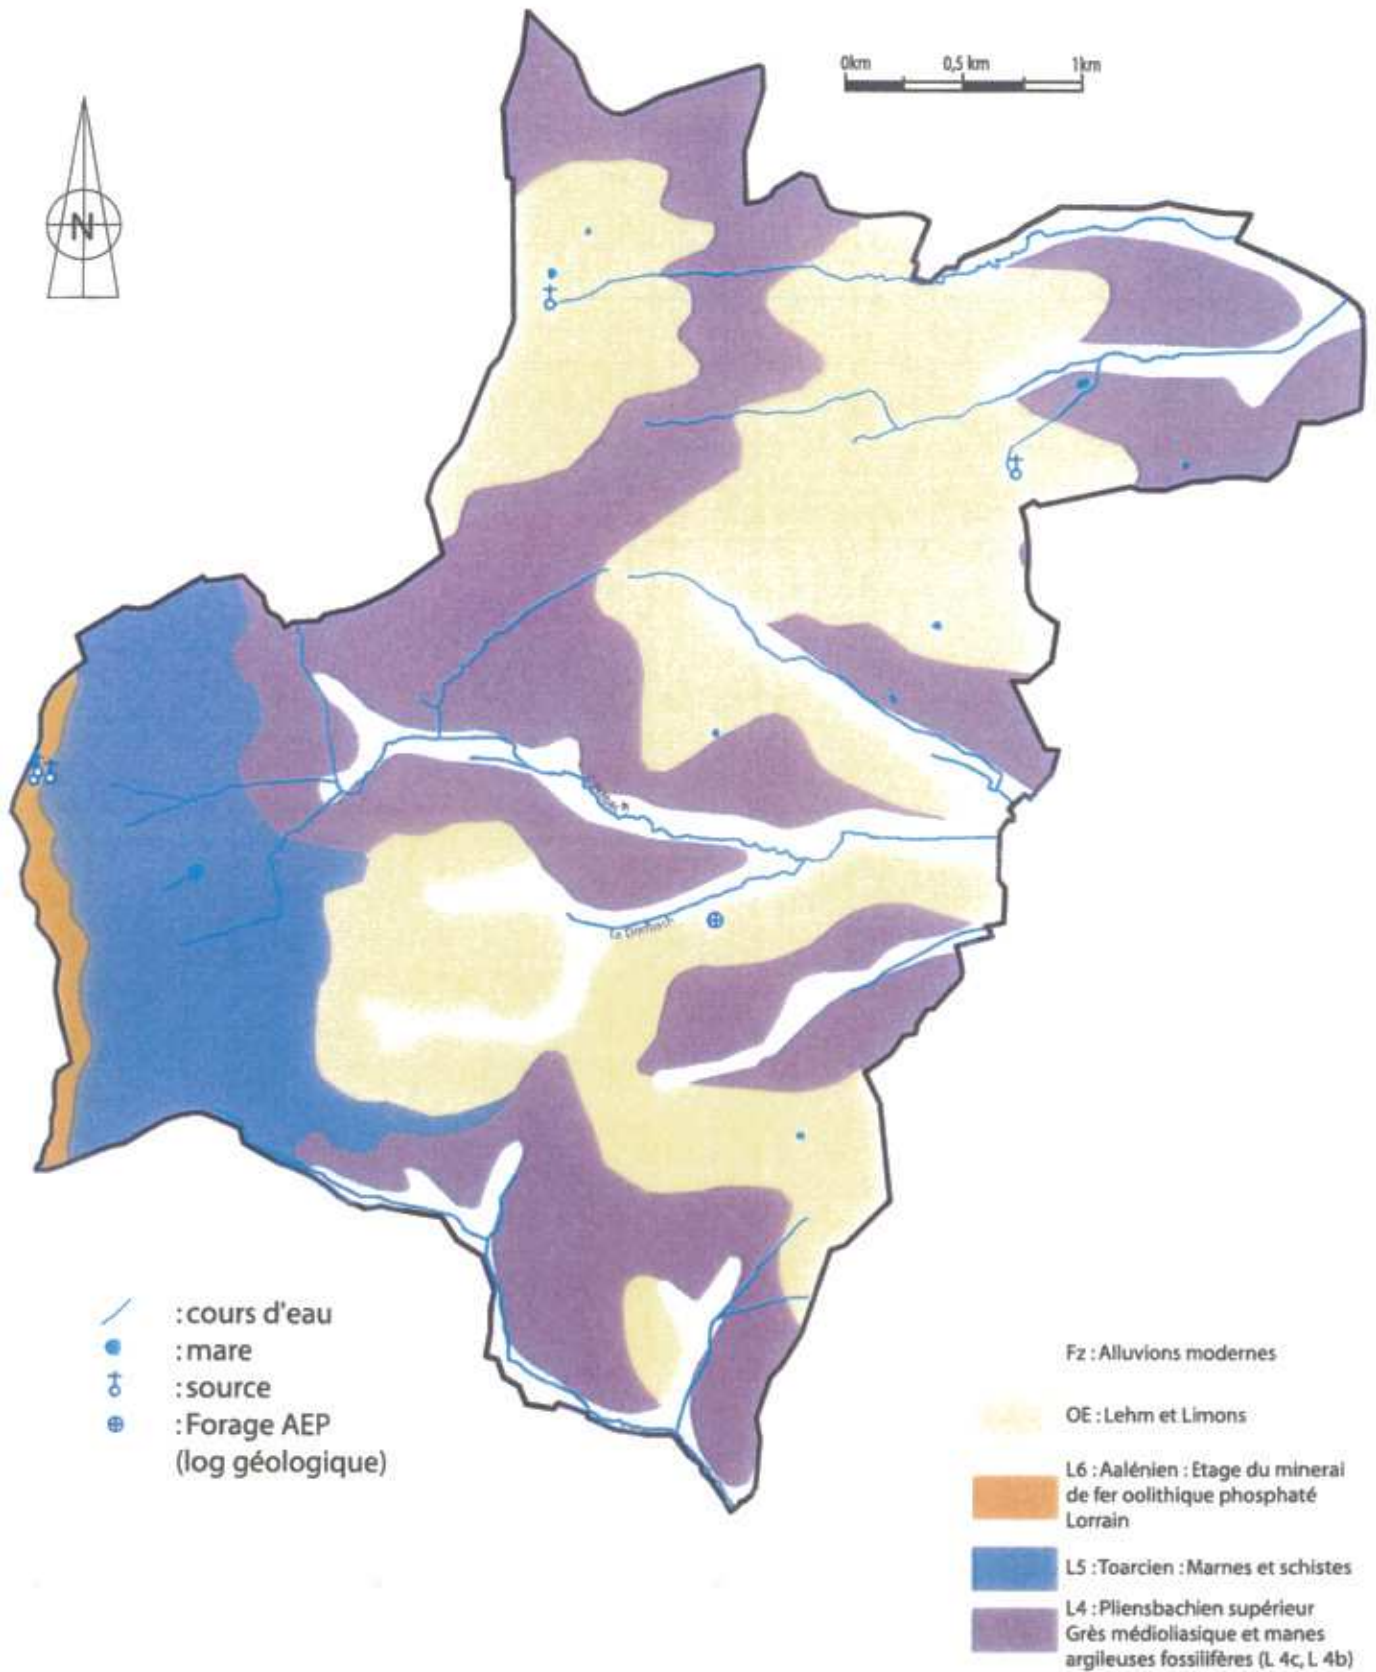 0km 0,5 km 1km
N
Le Dorfbach
: cours d'eau
: mare
: source
: Forage AEP
(log géologique)
Fz : Alluvions modernes
OE : Lehm et Limons
L6 : Aalénien : Etage du minerai
de fer oolithique phosphaté
Lorrain
L5 : Toarcien : Marnes et schistes
L4 : Pliensbachien supérieur
Grès médioliasique et manes
argileuses fossilifères (L 4c, L 4b)